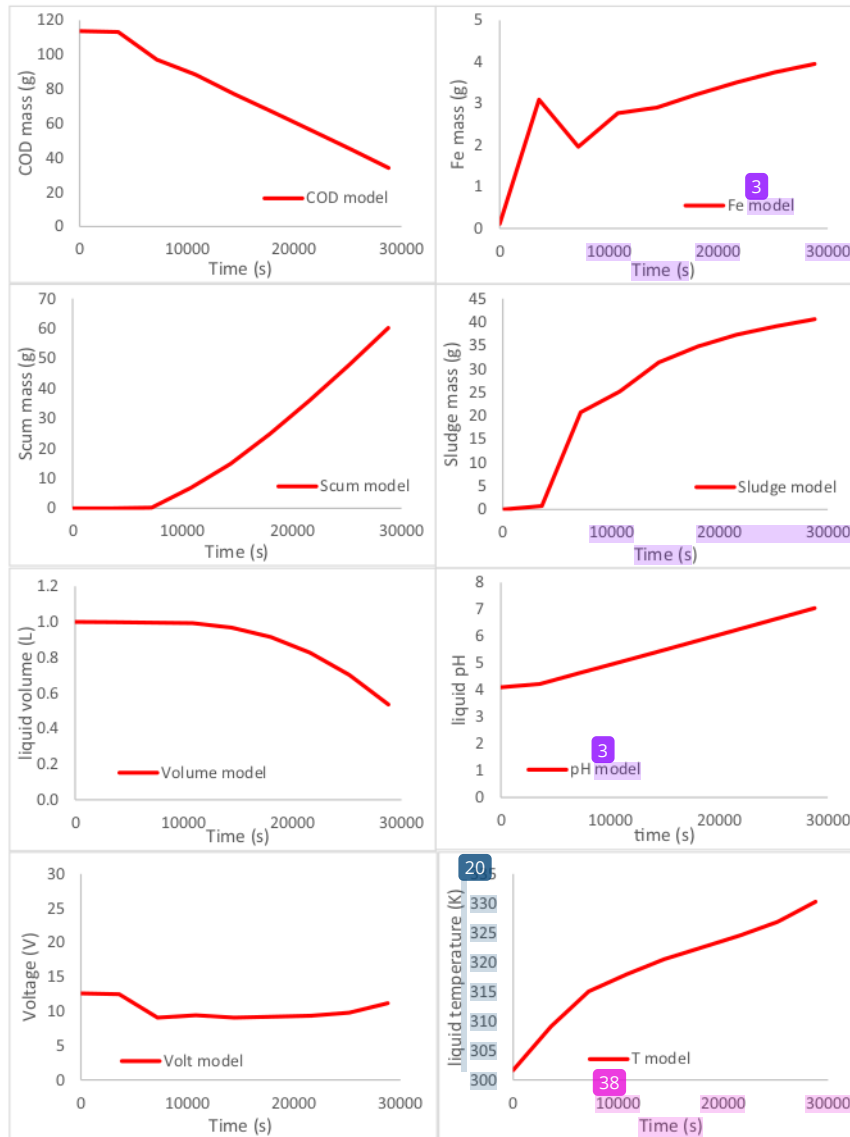 120
100
80
60
40
20
0
COD mass (g)
COD model
0 10000 20000 30000
Time (s)
6
5
4
3
2
1
0
Fe mass (g)
3
Fe model
0 10000 20000 30000
Time (s)
70
60
50
40
30
20
10
0
Scum mass (g)
Scum model
0 10000 20000 30000
Time (s)
45
40
35
30
25
20
15
10
5
0
Sludge mass (g)
Sludge model
0 10000 20000 30000
Time (s)
1.2
1.0
0.8
0.6
0.4
0.2
0.0
liquid volume (L)
Volume model
0 10000 20000 30000
Time (s)
8
7
6
5
4
3
2
1
0
liquid pH
3
pH model
0 10000 20000 30000
time (s)
30
25
20
15
10
5
0
Voltage (V)
Volt model
0 10000 20000 30000
Time (s)
20
330
325
320
315
310
305
300
liquid temperature (K)
T model
38
0 10000 20000 30000
Time (s)